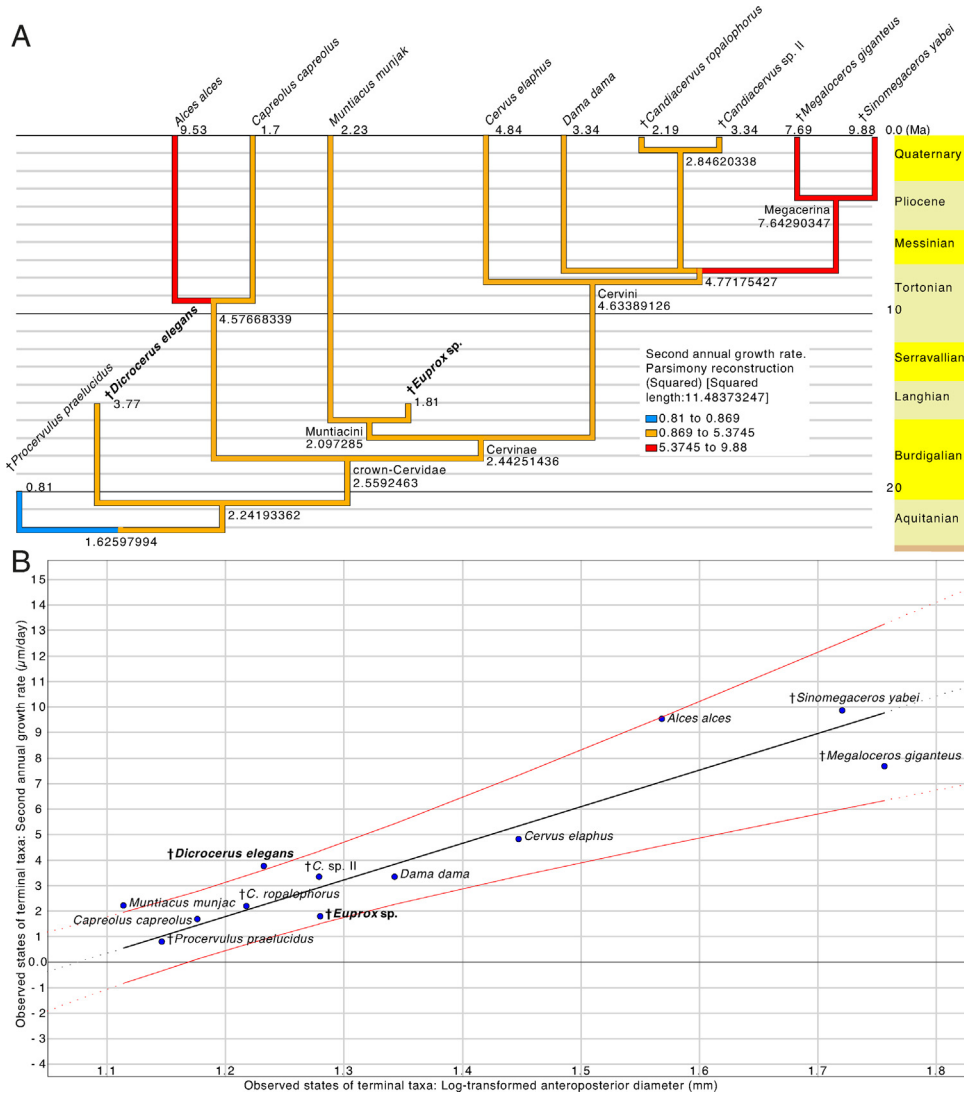 A
Alces alces
Capreolus capreolus
Muntiacus munjak
Cervus elaphus
Dama dama
†Candiacervus ropalophorus
†Candiacervus sp. II
†Megaloceros giganteus
†Sinomegaceros yabei
9.53 1.7 2.23 4.84 3.34 2.19 3.34 7.69 9.88 0.0 (Ma)
Quaternary
2.84620338
Pliocene
Megacerina
7.64290347
Messinian
Tortonian
4.77175427
Cervini
4.63389126
10
4.57668339
Serravallian
Second annual growth rate.
Parsimony reconstruction
(Squared) [Squared
length:11.48373247]
0.81 to 0.869
0.869 to 5.3745
5.3745 to 9.88
Langhian
†Procervulus praelucidus
†Dicrocerus elegans
3.77
†Euprox sp.
1.81
Muntiacini
2.097285
Cervinae
2.44251436
Burdigalian
crown-Cervidae
2.5592463
0.81
20
2.24193362
Aquitanian
1.62597994
B
Observed states of terminal taxa: Second annual growth rate (µm/day)
15
14
13
12
11
10
9
8
7
6
5
4
3
2
1
0.0
- 1
- 2
- 3
- 4
†Sinomegaceros yabei
Alces alces
†Megaloceros giganteus
Cervus elaphus
†Dicrocerus elegans
†C. sp. II
Dama dama
Muntiacus munjac
†C. ropalophorus
Capreolus capreolus
†Euprox sp.
†Procervulus praelucidus
1.1 1.2 1.3 1.4 1.5 1.6 1.7 1.8
Observed states of terminal taxa: Log-transformed anteroposterior diameter (mm)